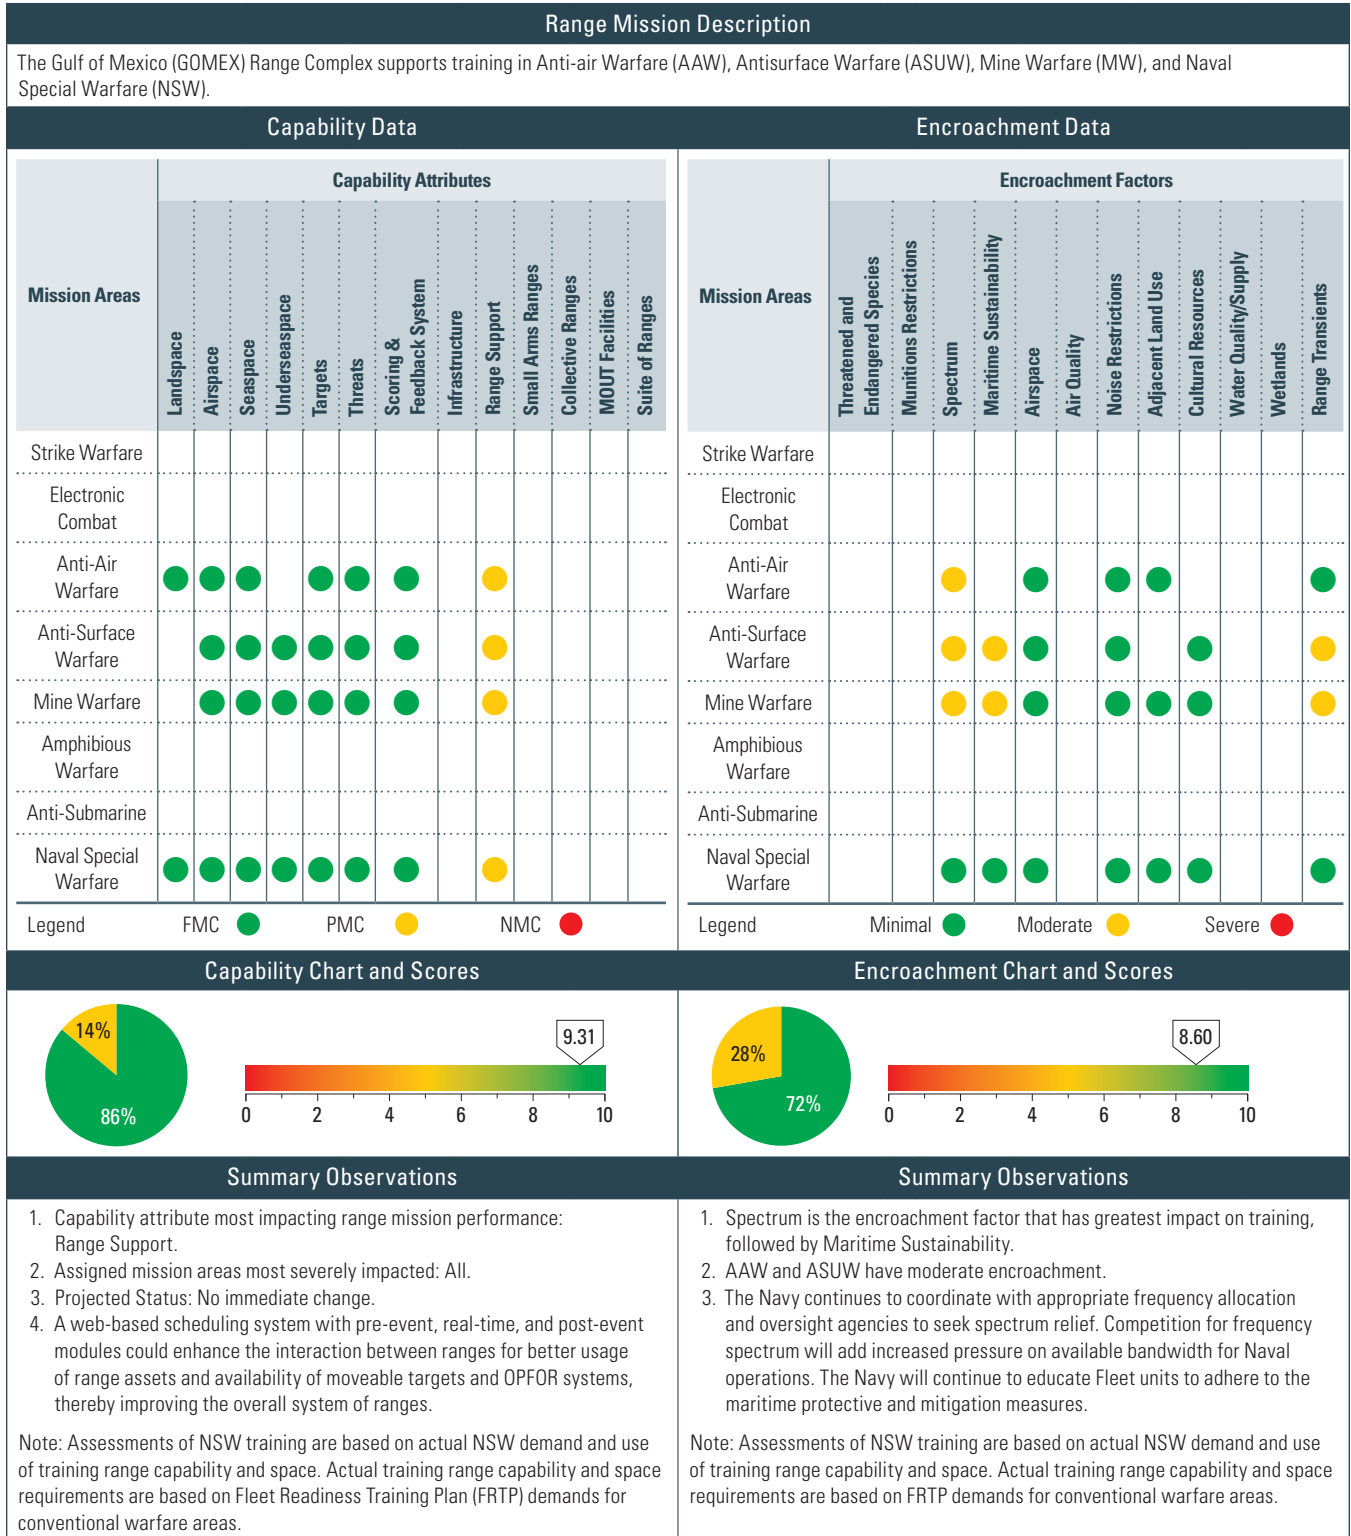 Range Mission Description
The Gulf of Mexico (GOMEX) Range Complex supports training in Anti-air Warfare (AAW), Antisurface Warfare (ASUW), Mine Warfare (MW), and Naval
Special Warfare (NSW).
Capability Data
Mission Areas
Capability Attributes
Landspace
Airspace
Seaspace
Underseaspace
Targets
Threats
Scoring &
Feedback System
Infrastructure
Range Support
Small Arms Ranges
Collective Ranges
MOUT Facilities
Suite of Ranges
Strike Warfare
Electronic
Combat
Anti-Air
Warfare
Anti-Surface
Warfare
Mine Warfare
Amphibious
Warfare
Anti-Submarine
Naval Special
Warfare
Legend FMC PMC NMC
Encroachment Data
Mission Areas
Encroachment Factors
Threatened and
Endangered Species
Munitions Restrictions
Spectrum
Maritime Sustainability
Airspace
Air Quality
Noise Restrictions
Adjacent Land Use
Cultural Resources
Water Quality/Supply
Wetlands
Range Transients
Strike Warfare
Electronic
Combat
Anti-Air
Warfare
Anti-Surface
Warfare
Mine Warfare
Amphibious
Warfare
Anti-Submarine
Naval Special
Warfare
Legend Minimal Moderate Severe
Capability Chart and Scores
14%
86%
9.31
0 2 4 6 8 10
Encroachment Chart and Scores
28%
72%
8.60
0 2 4 6 8 10
Summary Observations
1. Capability attribute most impacting range mission performance:
Range Support.
2. Assigned mission areas most severely impacted: All.
3. Projected Status: No immediate change.
4. A web-based scheduling system with pre-event, real-time, and post-event
modules could enhance the interaction between ranges for better usage
of range assets and availability of moveable targets and OPFOR systems,
thereby improving the overall system of ranges.
Note: Assessments of NSW training are based on actual NSW demand and use
of training range capability and space. Actual training range capability and space
requirements are based on Fleet Readiness Training Plan (FRTP) demands for
conventional warfare areas.
Summary Observations
1. Spectrum is the encroachment factor that has greatest impact on training,
followed by Maritime Sustainability.
2. AAW and ASUW have moderate encroachment.
3. The Navy continues to coordinate with appropriate frequency allocation
and oversight agencies to seek spectrum relief. Competition for frequency
spectrum will add increased pressure on available bandwidth for Naval
operations. The Navy will continue to educate Fleet units to adhere to the
maritime protective and mitigation measures.
Note: Assessments of NSW training are based on actual NSW demand and use
of training range capability and space. Actual training range capability and space
requirements are based on FRTP demands for conventional warfare areas.